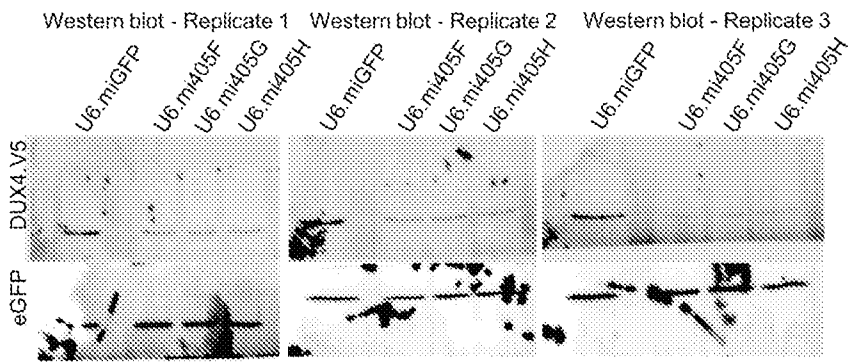 Western blot - Replicate 1 Western blot - Replicate 2 Western blot - Replicate 3
U6.miGFP U6.mi405F U6.mi405G U6.mi405H U6.miGFP U6.mi405F U6.mi405G U6.mi405H U6.miGFP U6.mi405F U6.mi405G U6.mi405H
DUX4.V5
eGFP